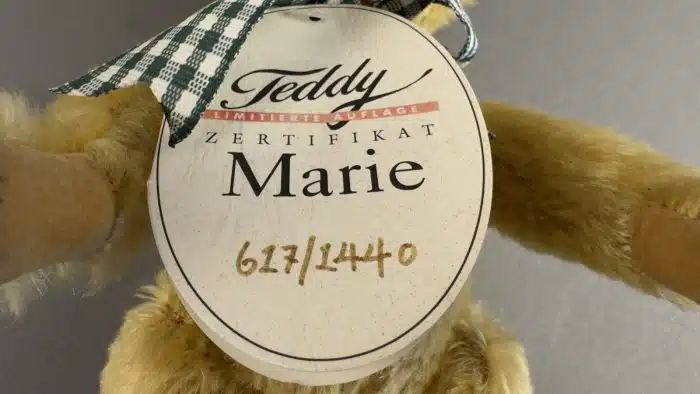 Teddy
LIMITIERTE AUFLAGE
ZERTIFIKAT
Marie
617/1440